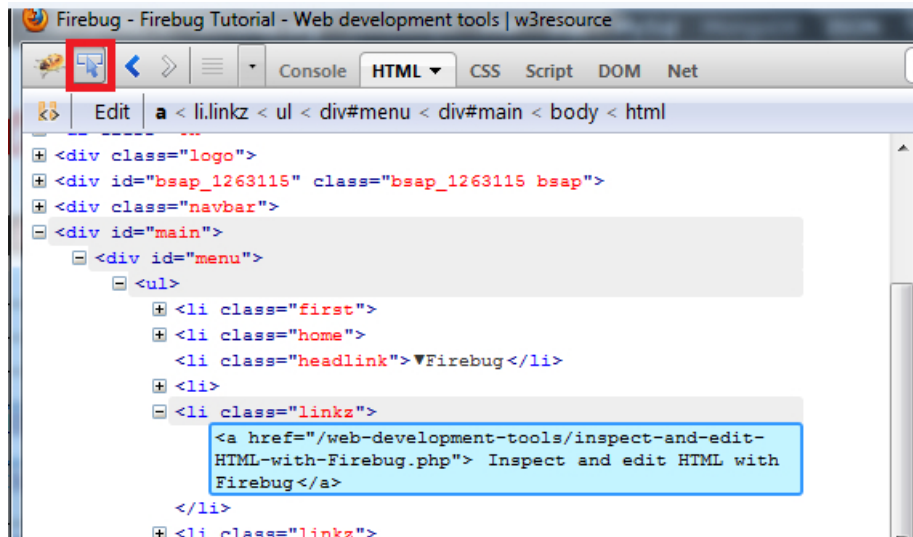 Firebug - Firebug Tutorial - Web development tools | w3resource
Console HTML CSS Script DOM Net
Edit a < li.linkz < ul < div#menu < div#main < body < html
<div class="logo">
<div id="bsap_1263115" class="bsap_1263115 bsap">
<div class="navbar">
<div id="main">
<div id="menu">
<ul>
<li class="first">
<li class="home">
<li class="headlink">▼Firebug</li>
<li>
<li class="linkz">
<a href="/web-development-tools/inspect-and-edit-
HTML-with-Firebug.php"> Inspect and edit HTML with
Firebug</a>
</li>
<li class="linkz">